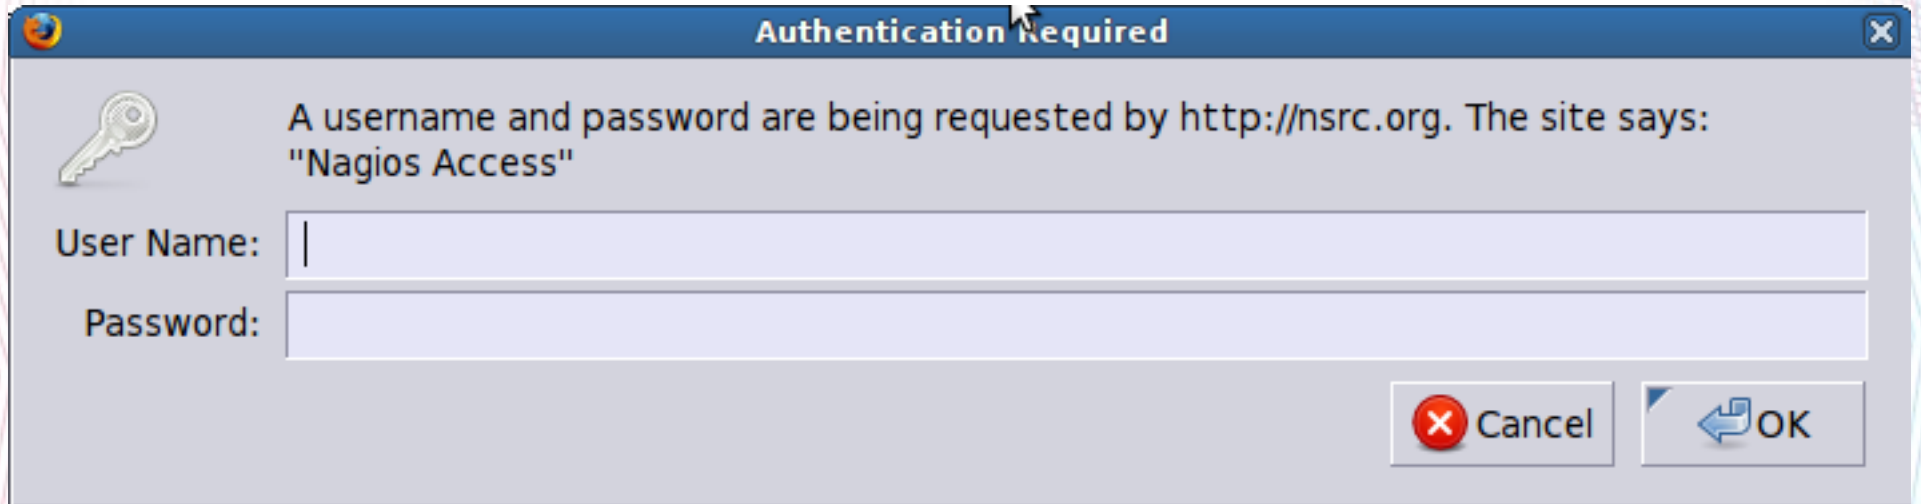 Authentication Required
A username and password are being requested by http://nsrc.org. The site says:
"Nagios Access"
User Name:
Password:
Cancel
OK